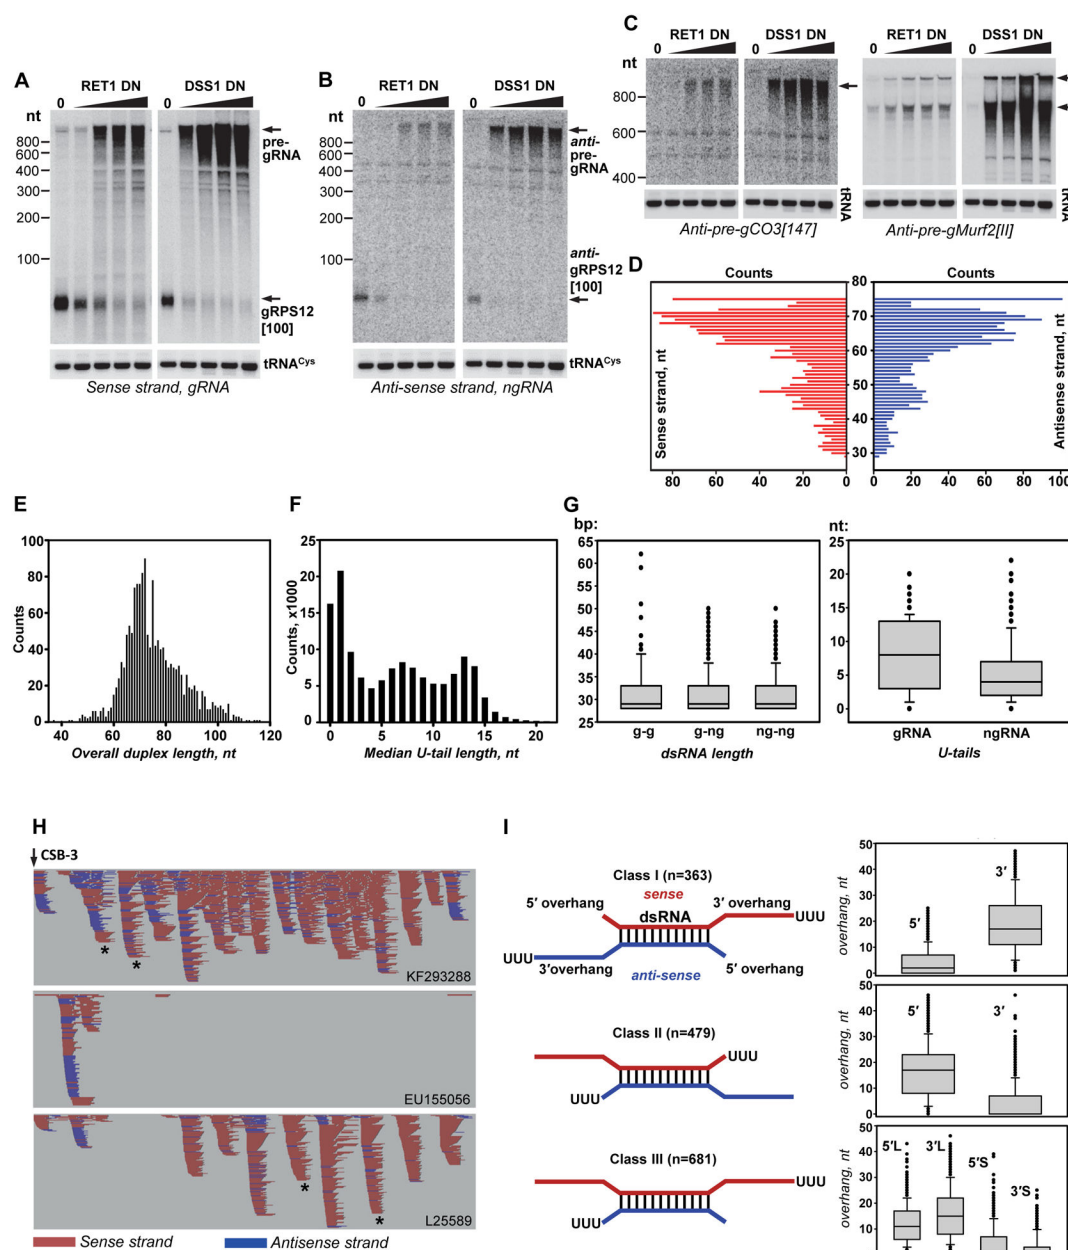 A
RET1 DN
DSS1 DN
0
0
nt
800
600
400
300
200
100
pre-
gRNA
gRPS12
[100]
tRNACys
Sense strand, gRNA
B
RET1 DN
DSS1 DN
0
0
nt
800
600
400
300
200
100
anti-
pre-
gRNA
anti-
gRPS12
[100]
tRNACys
Anti-sense strand, ngRNA
C
RET1 DN
DSS1 DN
RET1 DN
DSS1 DN
0
0
0
0
nt
800
600
400
tRNA
tRNA
Anti-pre-gCO3[147]
Anti-pre-gMurf2[II]
D
Counts
Counts
80
70
60
50
40
30
Sense strand, nt
Antisense strand, nt
80 60 40 20 0
0 20 40 60 80 100
E
Counts
100
80
60
40
20
0
40 60 80 100 120
Overall duplex length, nt
F
Counts, x1000
25
20
15
10
5
0
0 5 10 15 20
Median U-tail length, nt
G
bp:
65
60
55
50
45
40
35
30
25
g-g g-ng ng-ng
dsRNA length
nt:
25
20
15
10
5
0
gRNA ngRNA
U-tails
H
CSB-3
*
*
KF293288
EU155056
*
*
L25589
Sense strand
Antisense strand
I
Class I (n=363)
sense
5′ overhang
dsRNA
3′ overhang
UUU
UUU
3′overhang
anti-sense
5′ overhang
Class II (n=479)
UUU
UUU
Class III (n=681)
UUU
UUU
overhang, nt
50
40
30
20
10
0
5′
3′
overhang, nt
50
40
30
20
10
0
5′
3′
overhang, nt
50
40
30
20
10
5′L
3′L
5′S
3′S